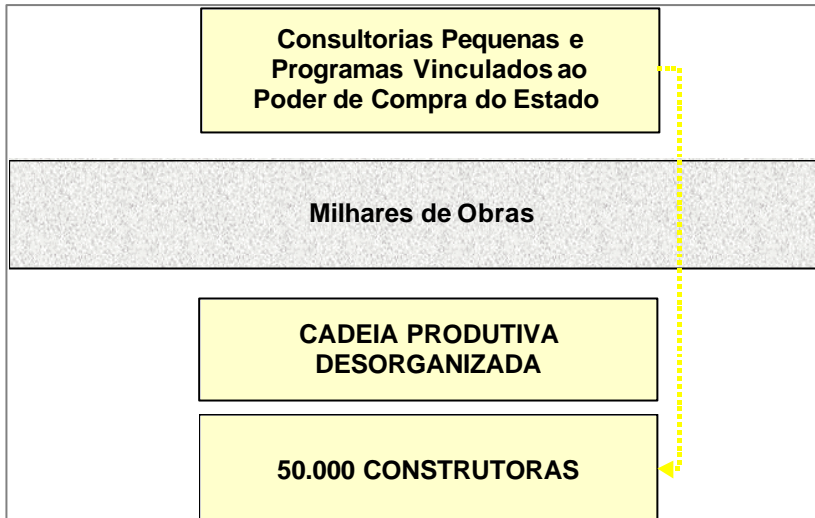 Consultorias Pequenas e
Programas Vinculados ao
Poder de Compra do Estado
Milhares de Obras
CADEIA PRODUTIVA
DESORGANIZADA
50.000 CONSTRUTORAS